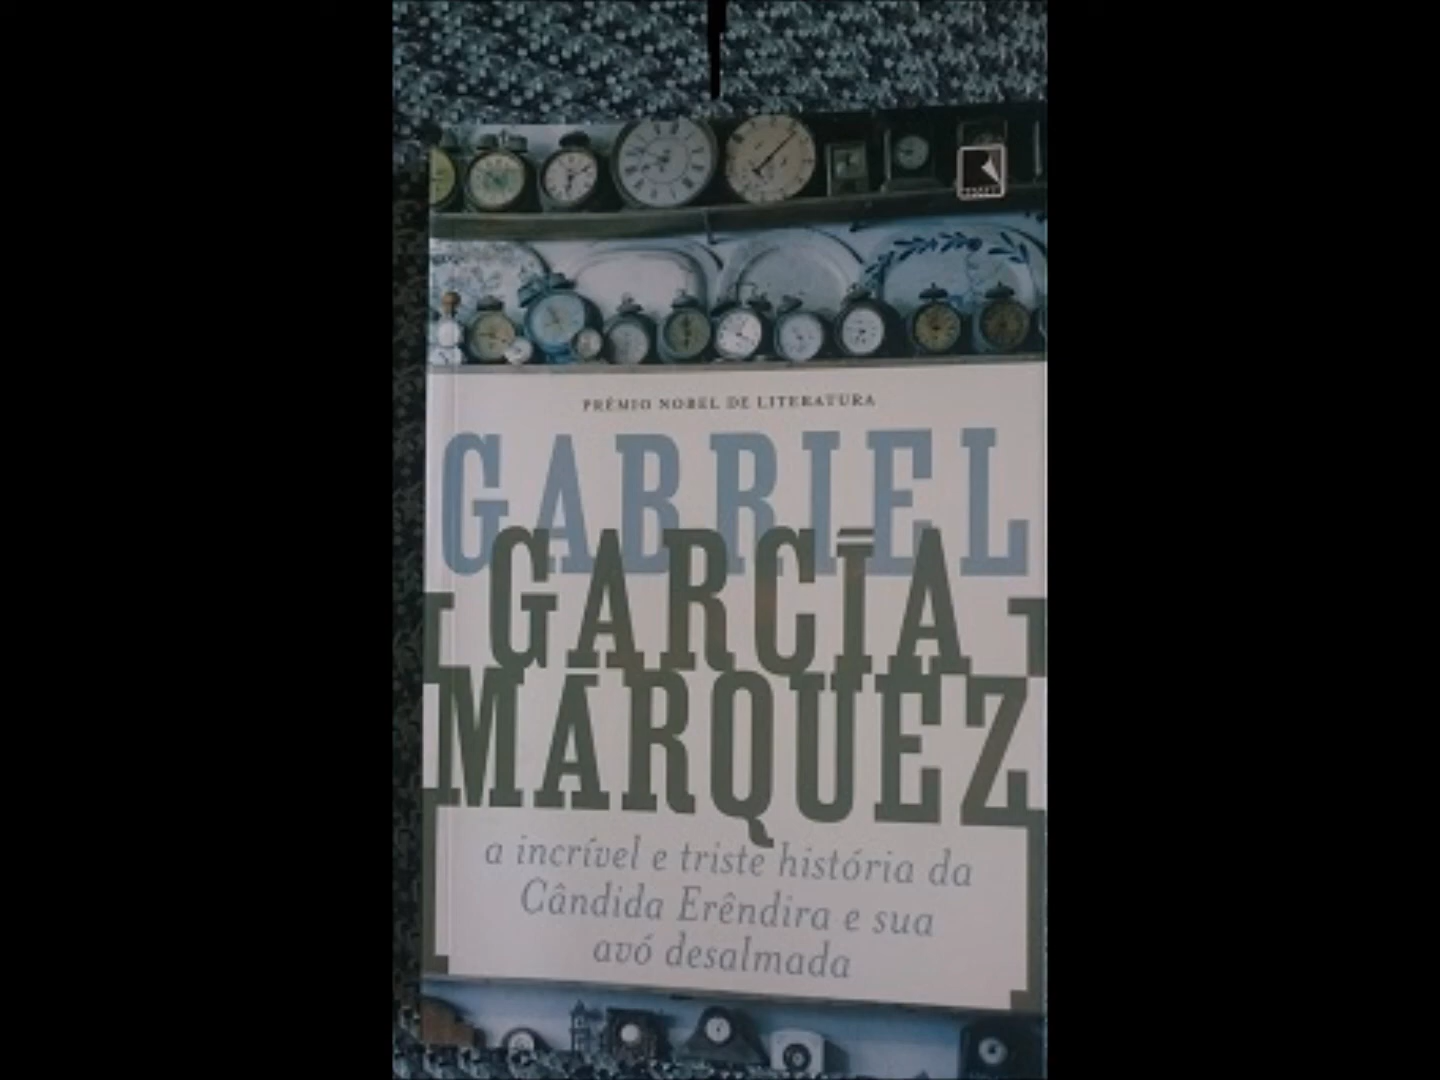 PRÊMIO NOBEL DE LITERATURA
GABRIEL
GARCÍA
MÁRQUEZ
a incrível e triste história da
Cândida Erêndira e sua
avó desalmada